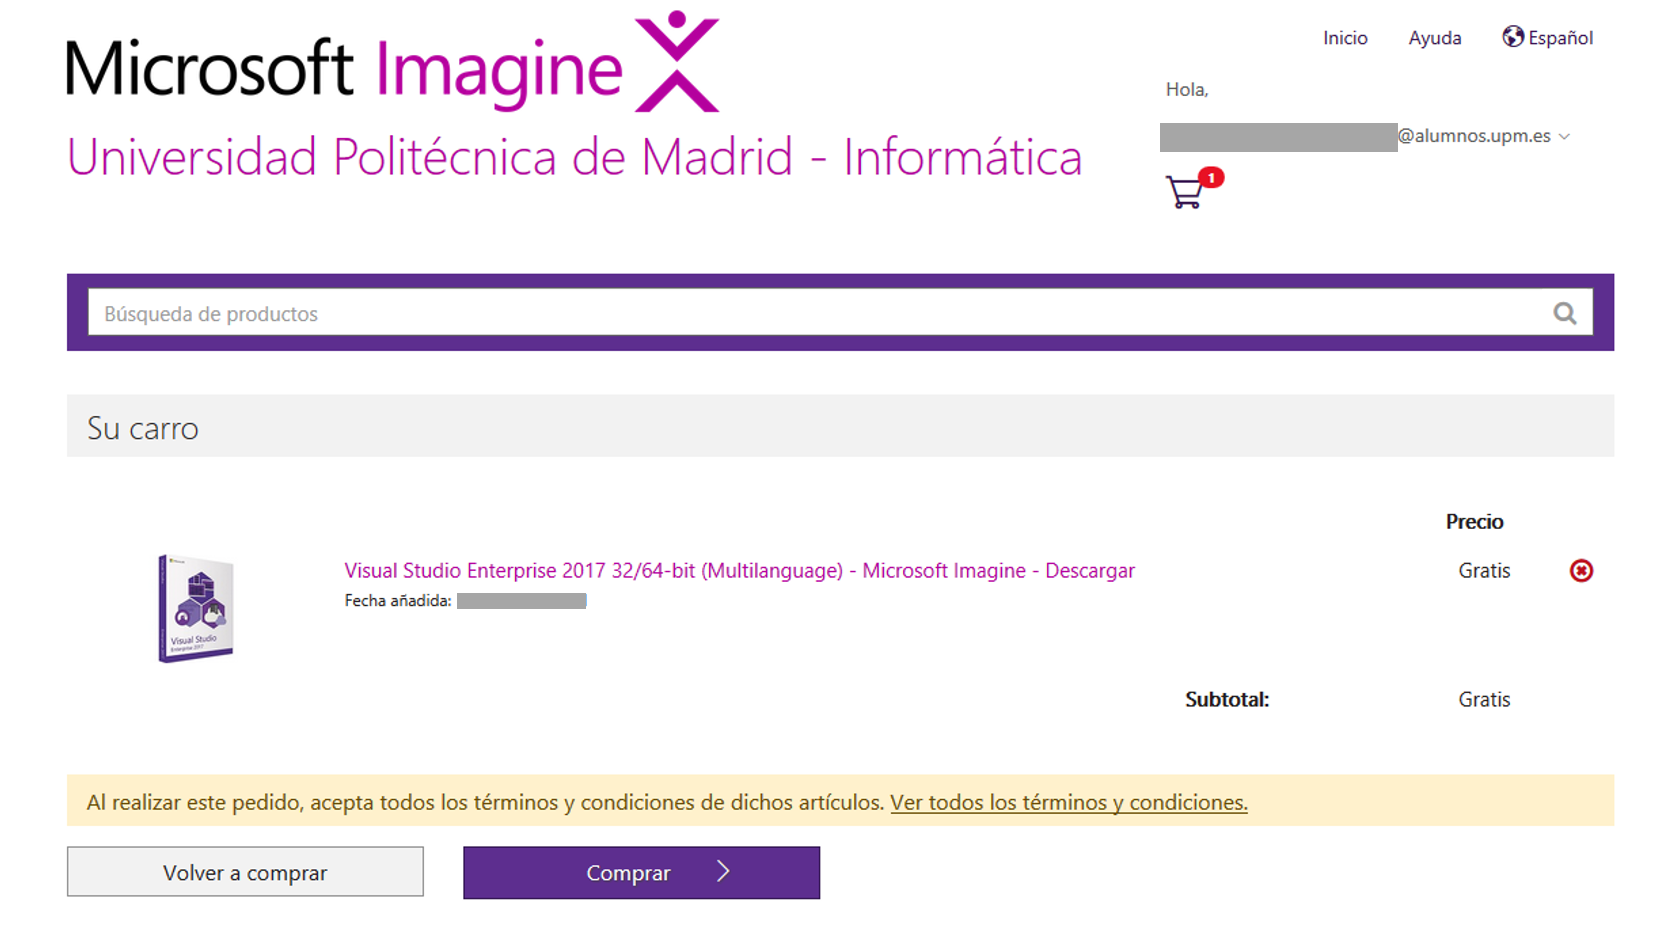 Microsoft Imagine
Universidad Politécnica de Madrid - Informática
Inicio Ayuda Español
Hola,
@alumnos.upm.es
1
Búsqueda de productos
Su carro
Precio
Visual Studio Enterprise 2017 32/64-bit (Multilanguage) - Microsoft Imagine - Descargar
Gratis
Fecha añadida:
Visual Studio
Enterprise 2017
Subtotal: Gratis
Al realizar este pedido, acepta todos los términos y condiciones de dichos artículos. Ver todos los términos y condiciones.
Volver a comprar
Comprar